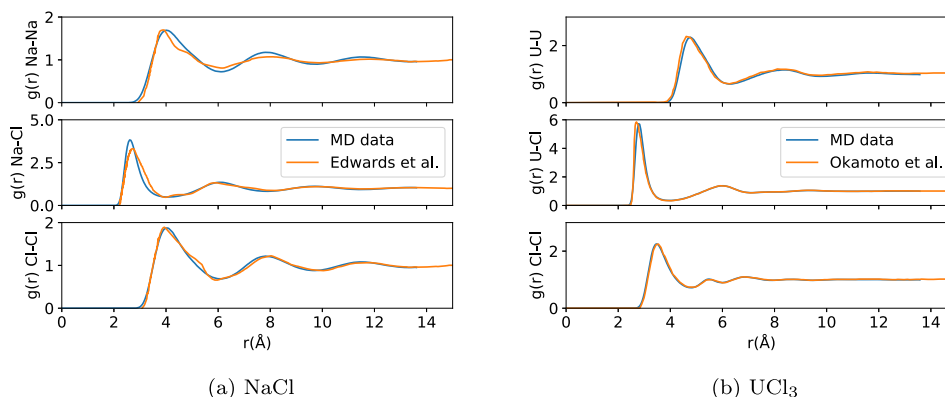 g(r) Na-Na
2
1
0
g(r) Na-Cl
5.0
2.5
0.0
MD data
Edwards et al.
g(r) Cl-Cl
2
1
0
0 2 4 6 8 10 12 14
r(Å)
(a) NaCl
g(r) U-U
2
0
g(r) U-Cl
6
4
2
0
MD data
Okamoto et al.
g(r) Cl-Cl
2
0
0 2 4 6 8 10 12 14
r(Å)
(b) UCl₃